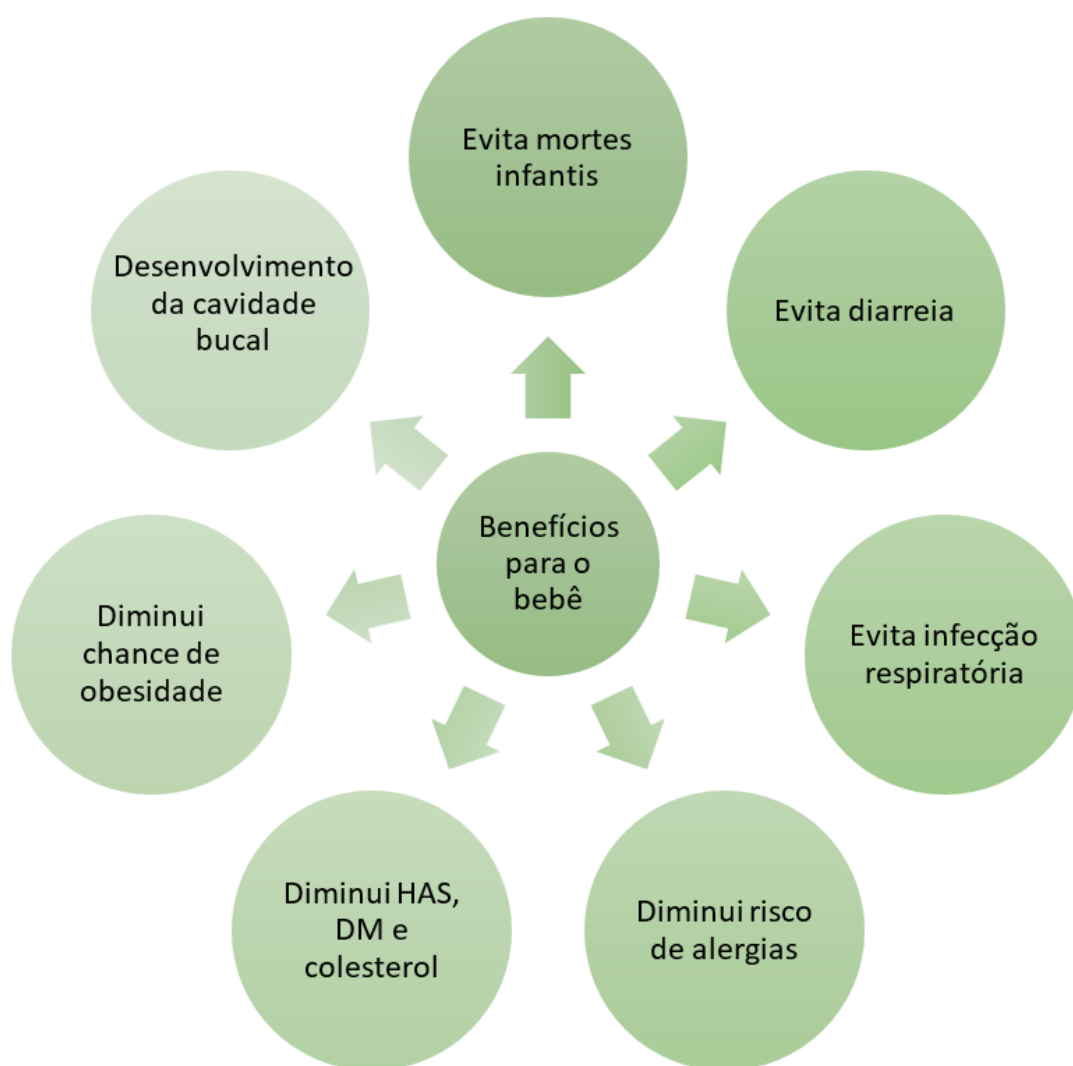 Evita mortes
infantis
Evita diarreia
Evita infecção
respiratória
Diminui risco
de alergias
Diminui HAS,
DM e
colesterol
Diminui
chance de
obesidade
Desenvolvimento
da cavidade
bucal
Benefícios
para o
bebê